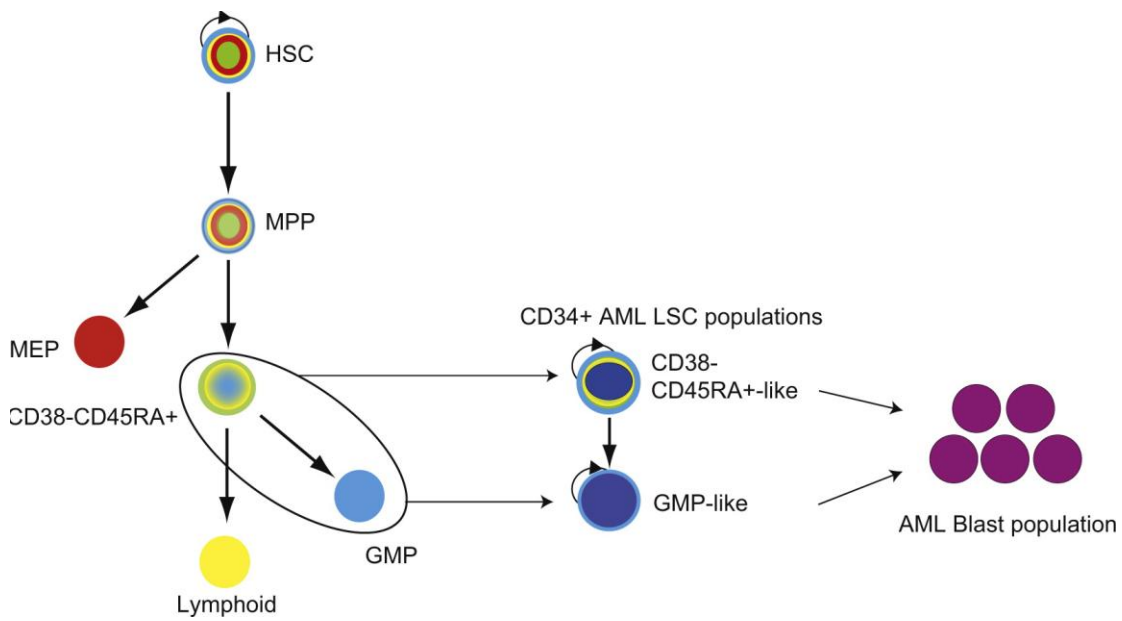 HSC
MPP
MEP
CD38-CD45RA+
GMP
Lymphoid
CD34+ AML LSC populations
CD38-
CD45RA+-like
GMP-like
AML Blast population